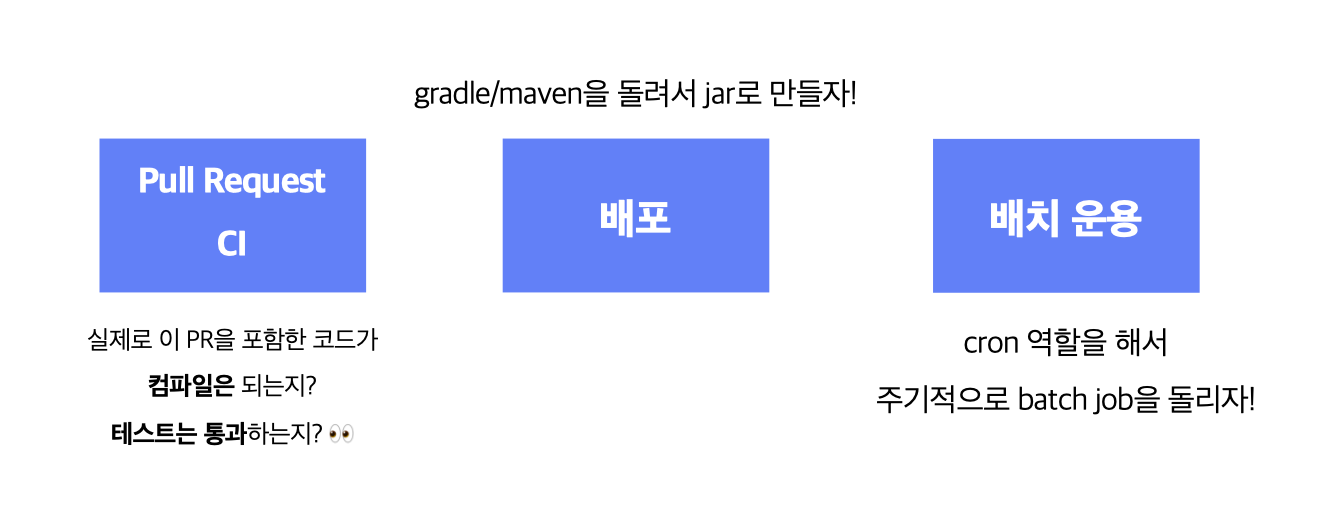 gradle/maven을 돌려서 jar로 만들자!
Pull Request
CI
배포
배치 운용
실제로 이 PR을 포함한 코드가
컴파일은 되는지?
테스트는 통과하는지? 👀
cron 역할을 해서
주기적으로 batch job을 돌리자!